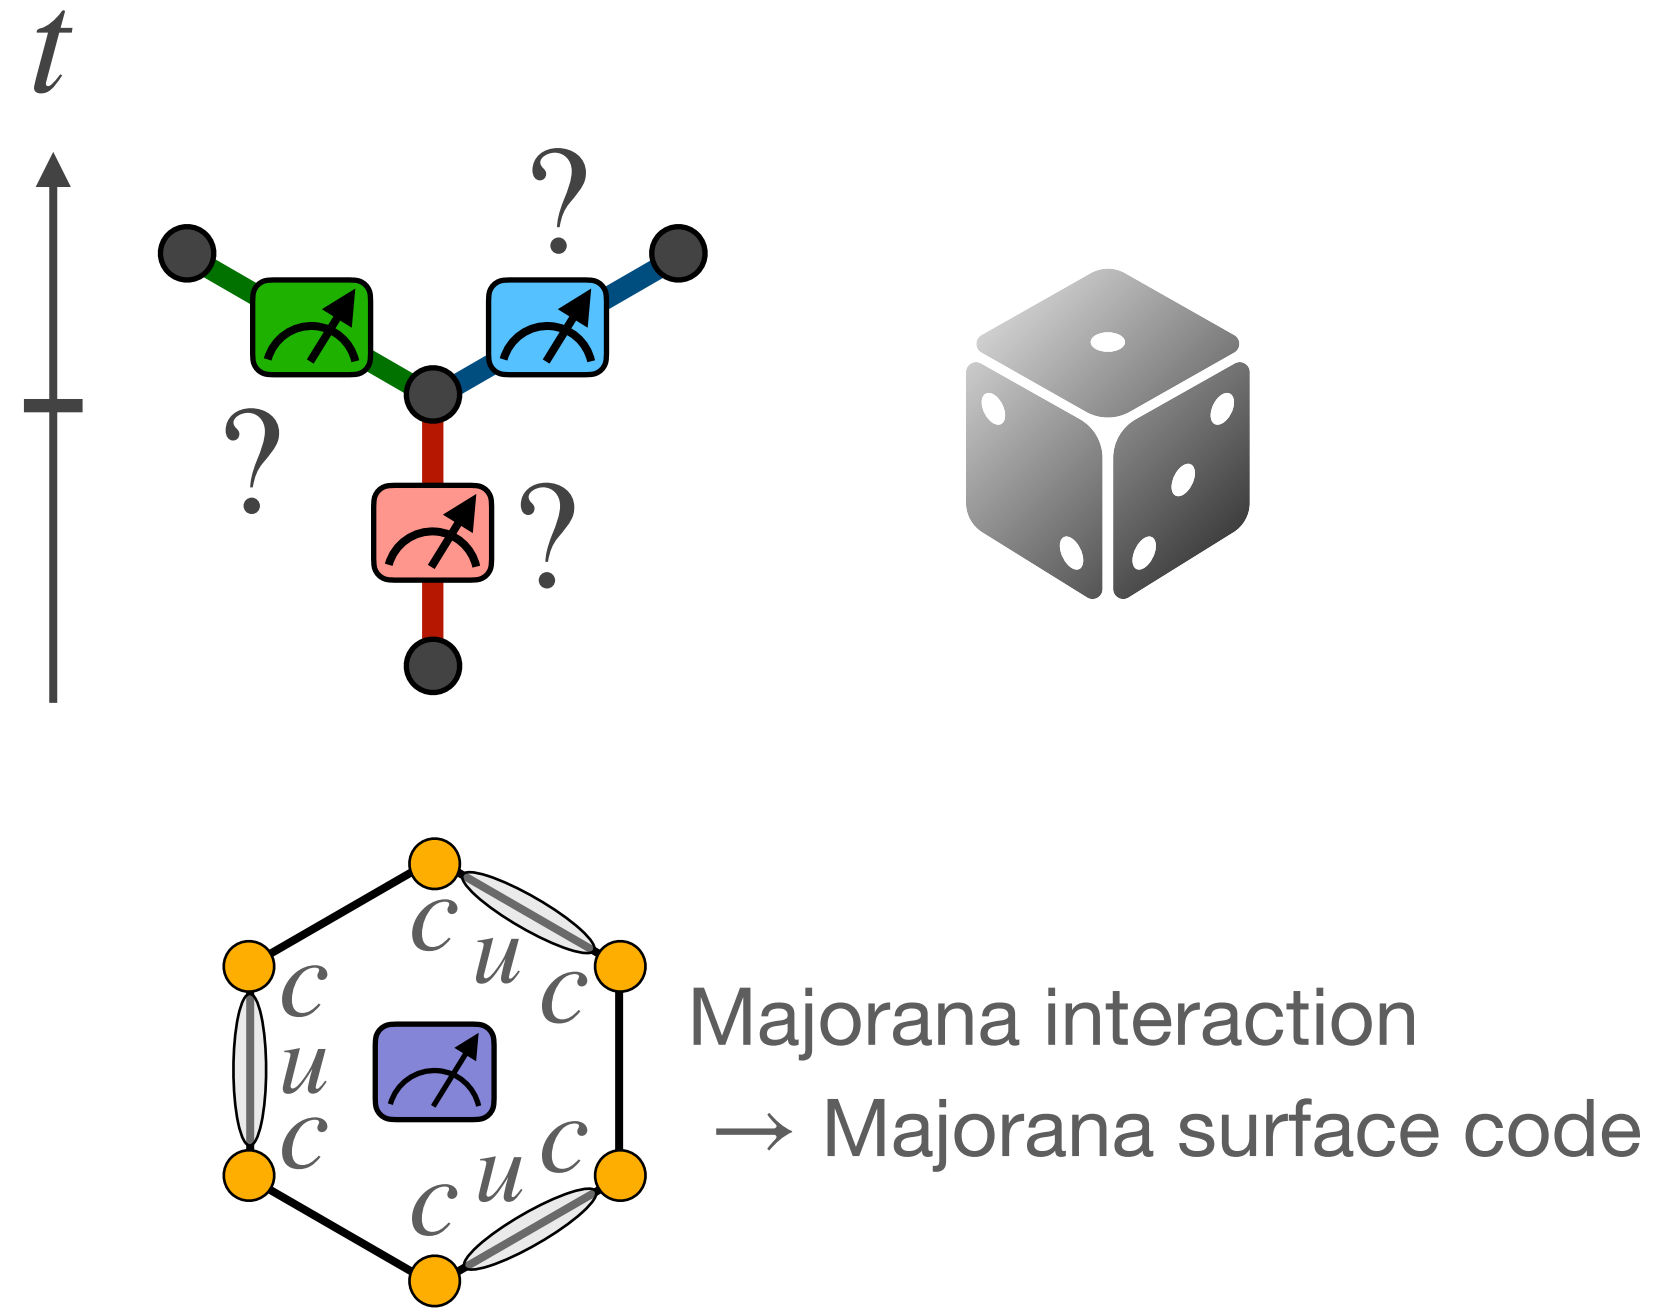 t
?
?
?
c
u
c
c
u
c
c
u
c
Majorana interaction
→ Majorana surface code